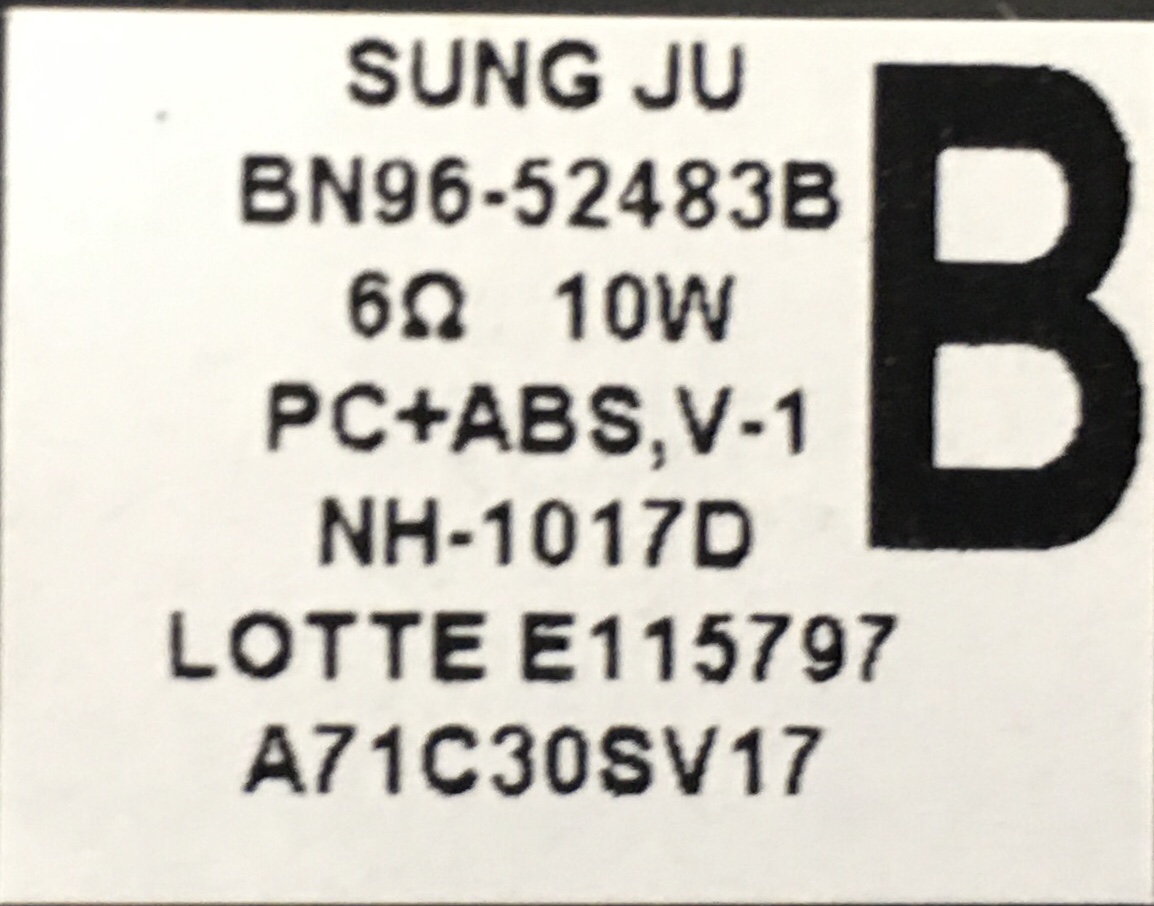 SUNG JU
BN96-52483B
6Ω 10W
PC+ABS,V-1
NH-1017D
LOTTE E115797
A71C30SV17
B